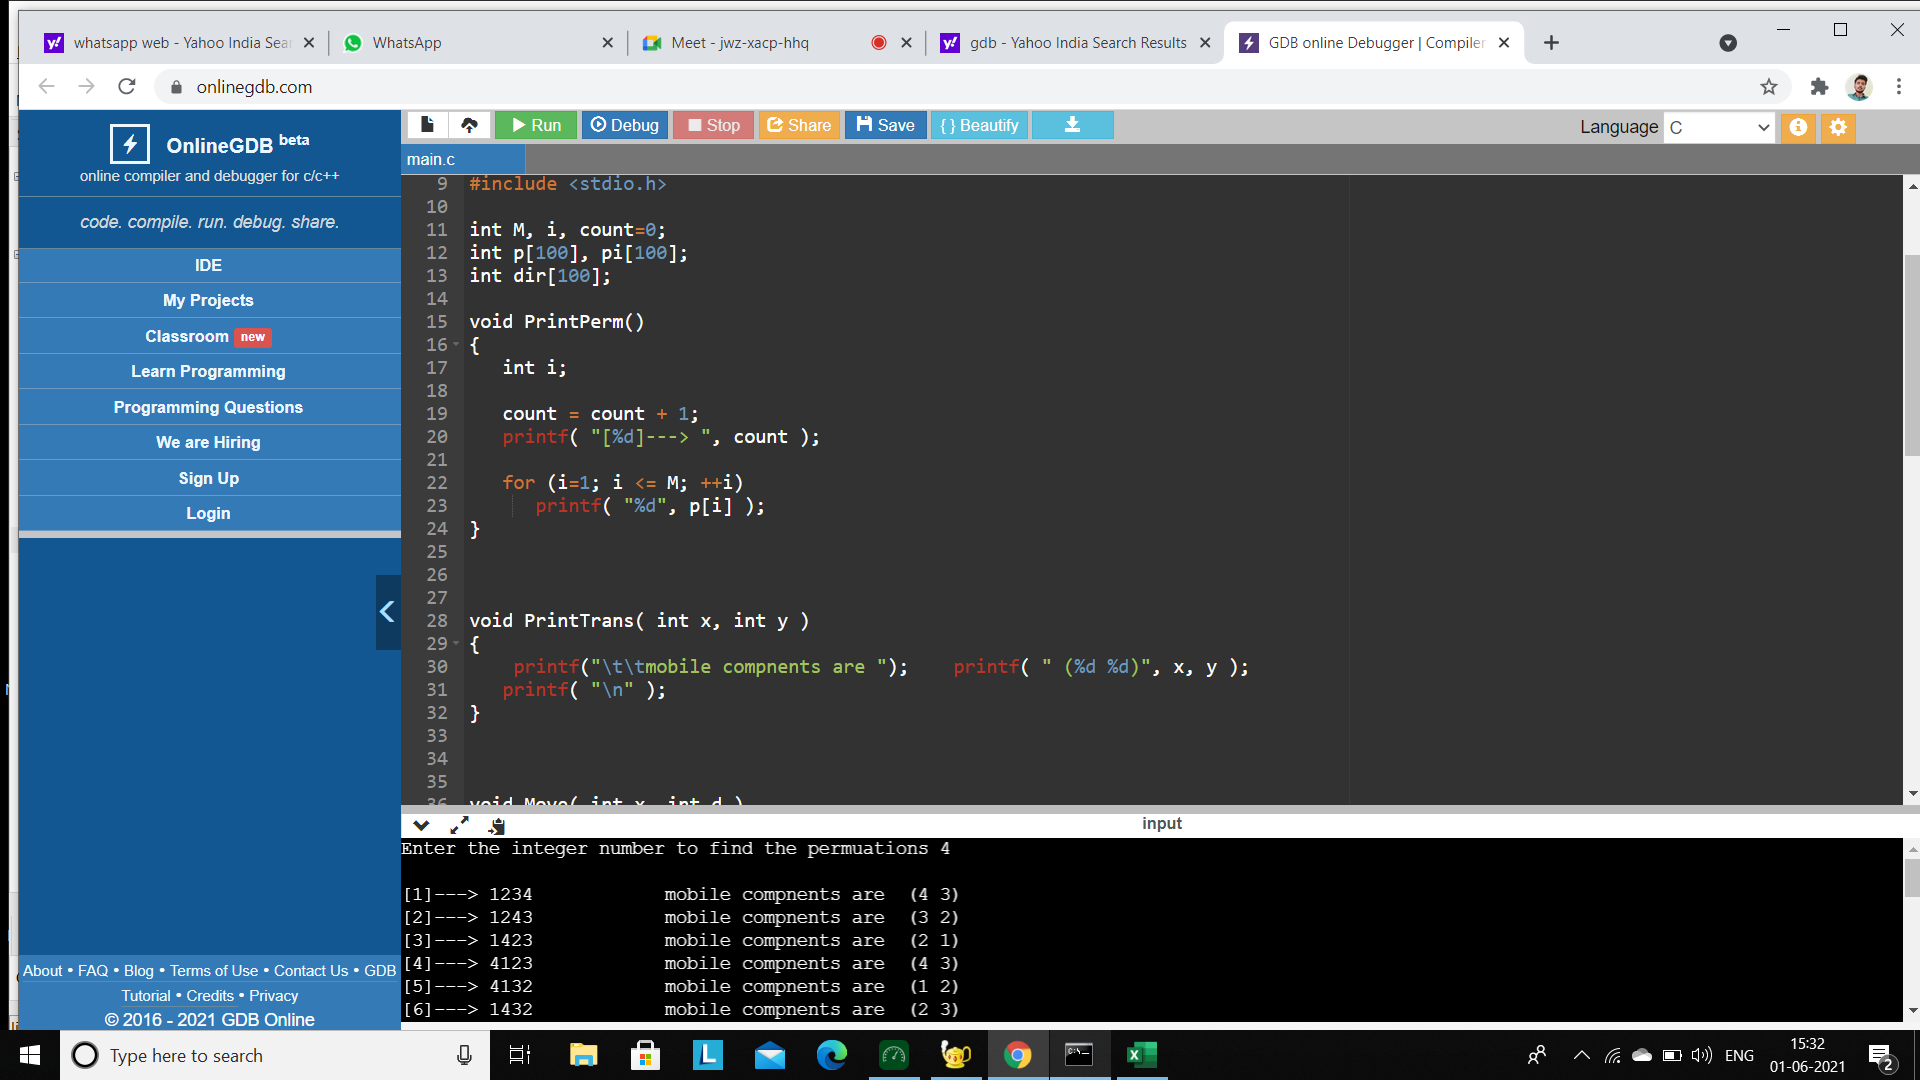 whatsapp web - Yahoo India Sear
WhatsApp
Meet - jwz-xacp-hhq
gdb - Yahoo India Search Results
GDB online Debugger | Compiler
onlinegdb.com
OnlineGDB beta
online compiler and debugger for c/c++
code. compile. run. debug. share.
IDE
My Projects
Classroom new
Learn Programming
Programming Questions
We are Hiring
Sign Up
Login
About • FAQ • Blog • Terms of Use • Contact Us • GDB
Tutorial • Credits • Privacy
© 2016 - 2021 GDB Online
Run Debug Stop Share Save { } Beautify
Language C
main.c
9 #include <stdio.h>
10
11 int M, i, count=0;
12 int p[100], pi[100];
13 int dir[100];
14
15 void PrintPerm()
16 {
17 int i;
18
19 count = count + 1;
20 printf( "[%d]---> ", count );
21
22 for (i=1; i <= M; ++i)
23 printf( "%d", p[i] );
24 }
25
26
27
28 void PrintTrans( int x, int y )
29 {
30 printf("\t\tmobile compnents are "); printf( " (%d %d)", x, y );
31 printf( "\n" );
32 }
33
34
35
36 void Move( int x, int d )
input
Enter the integer number to find the permuations 4
[1]---> 1234 mobile compnents are (4 3)
[2]---> 1243 mobile compnents are (3 2)
[3]---> 1423 mobile compnents are (2 1)
[4]---> 4123 mobile compnents are (4 3)
[5]---> 4132 mobile compnents are (1 2)
[6]---> 1432 mobile compnents are (2 3)
Type here to search
ENG
15:32
01-06-2021
2